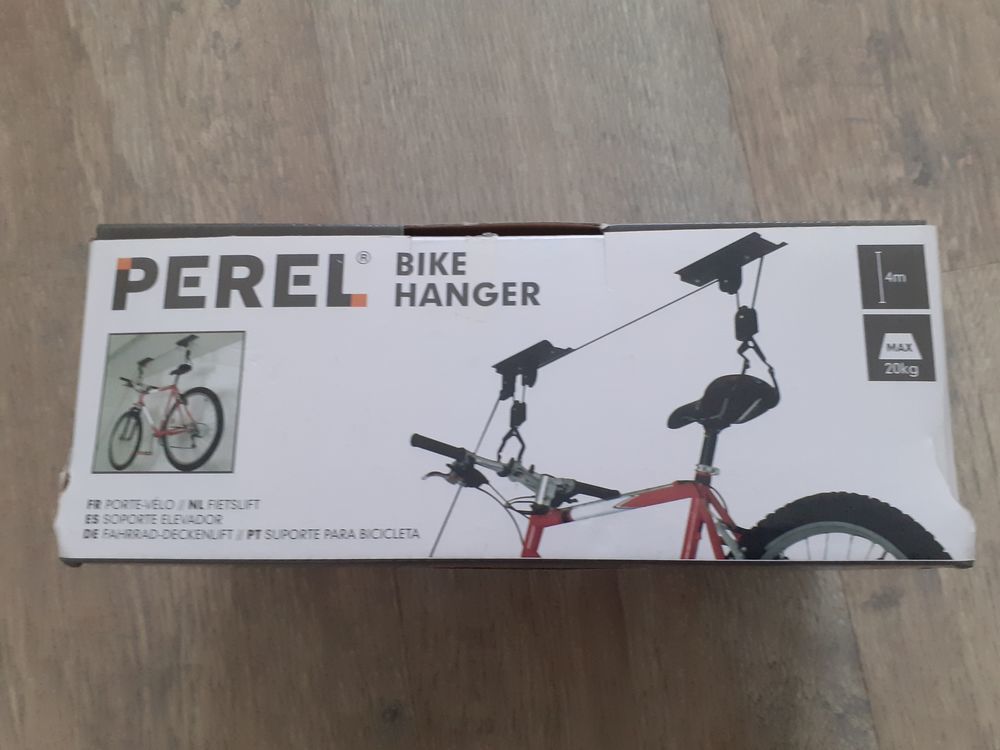 PEREL®
BIKE
HANGER
4m
MAX
20kg
FR PORTE-VÉLO // NL FIETSLIFT
ES SOPORTE ELEVADOR
DE FAHRRAD-DECKENLIFT // PT SUPORTE PARA BICICLETA